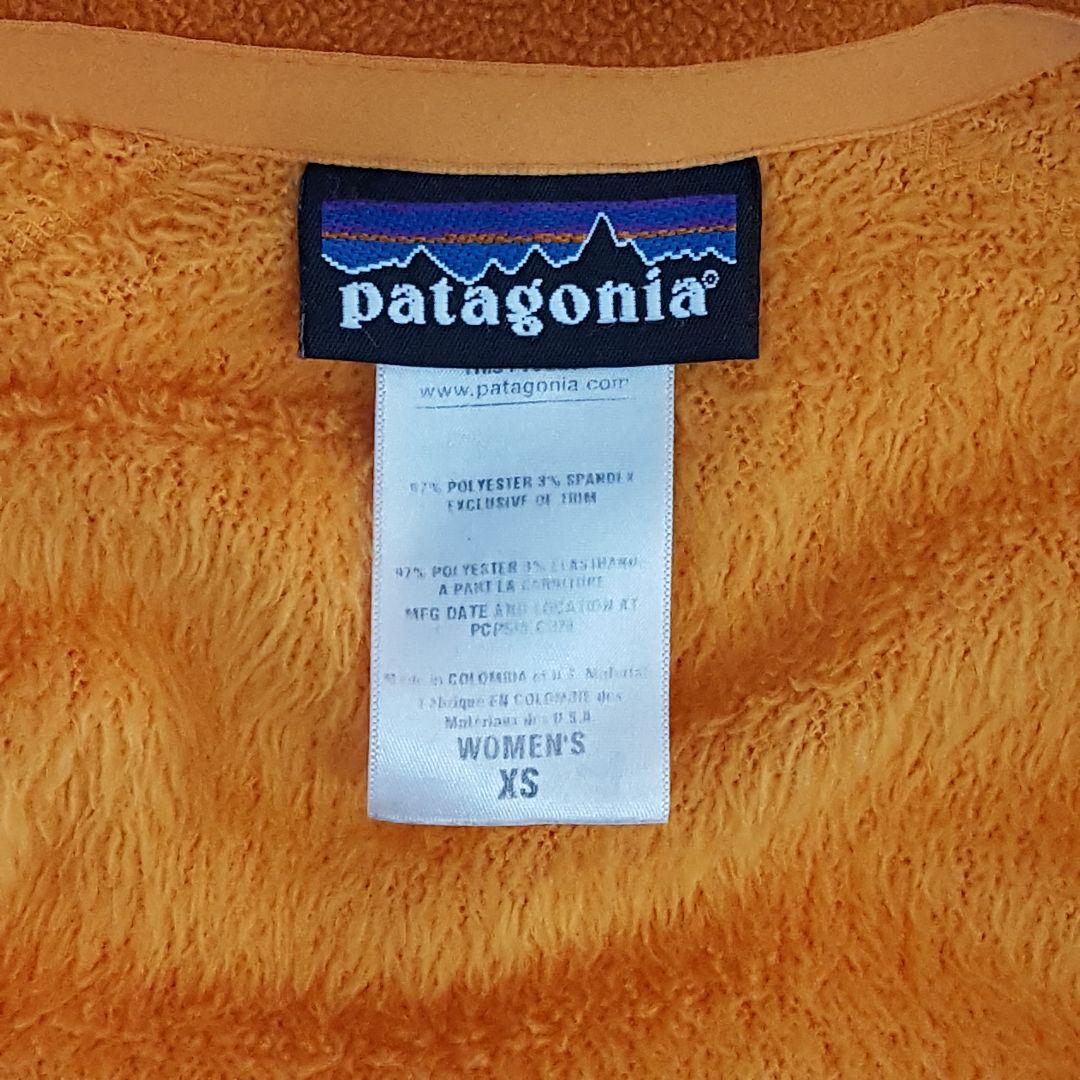 patagonia®
www.patagonia.com
97% POLYESTER 3% SPANDEX
EXCLUSIVE OF TRIM
97% POLYESTER 3% ELASTHANNE
A PART LA GARNITURE
MFG DATE AND LOCATION AT
Made in COLOMBIA of U.S. Material
Fabrique EN COLOMBIE des
Materiaux des U.S.A.
WOMEN'S
XS